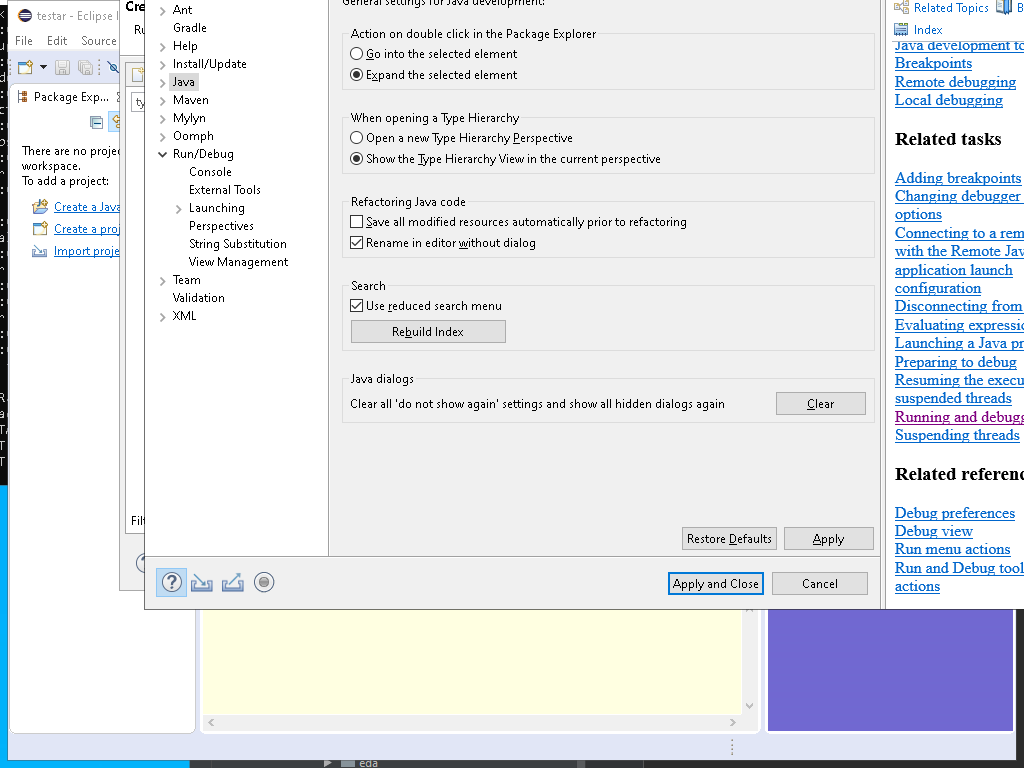 General settings for Java development:
testar - Eclipse I
File Edit Source
Package Exp...
There are no proje
workspace.
To add a project:
Create a Java
Create a proj
Import proje
Cre
Ru
ty
Filt
Ant
Gradle
Help
Install/Update
Java
Maven
Mylyn
Oomph
Run/Debug
Console
External Tools
Launching
Perspectives
String Substitution
View Management
Team
Validation
XML
Action on double click in the Package Explorer
Go into the selected element
Expand the selected element
When opening a Type Hierarchy
Open a new Type Hierarchy Perspective
Show the Type Hierarchy View in the current perspective
Refactoring Java code
Save all modified resources automatically prior to refactoring
Rename in editor without dialog
Search
Use reduced search menu
Rebuild Index
Java dialogs
Clear all 'do not show again' settings and show all hidden dialogs again
Clear
Restore Defaults
Apply
Apply and Close
Cancel
Related Topics B
Index
Java development to
Breakpoints
Remote debugging
Local debugging
Related tasks
Adding breakpoints
Changing debugger
options
Connecting to a rem
with the Remote Jav
application launch
configuration
Disconnecting from
Evaluating expressio
Launching a Java pr
Preparing to debug
Resuming the execu
suspended threads
Running and debugg
Suspending threads
Related referenc
Debug preferences
Debug view
Run menu actions
Run and Debug tool
actions
eda